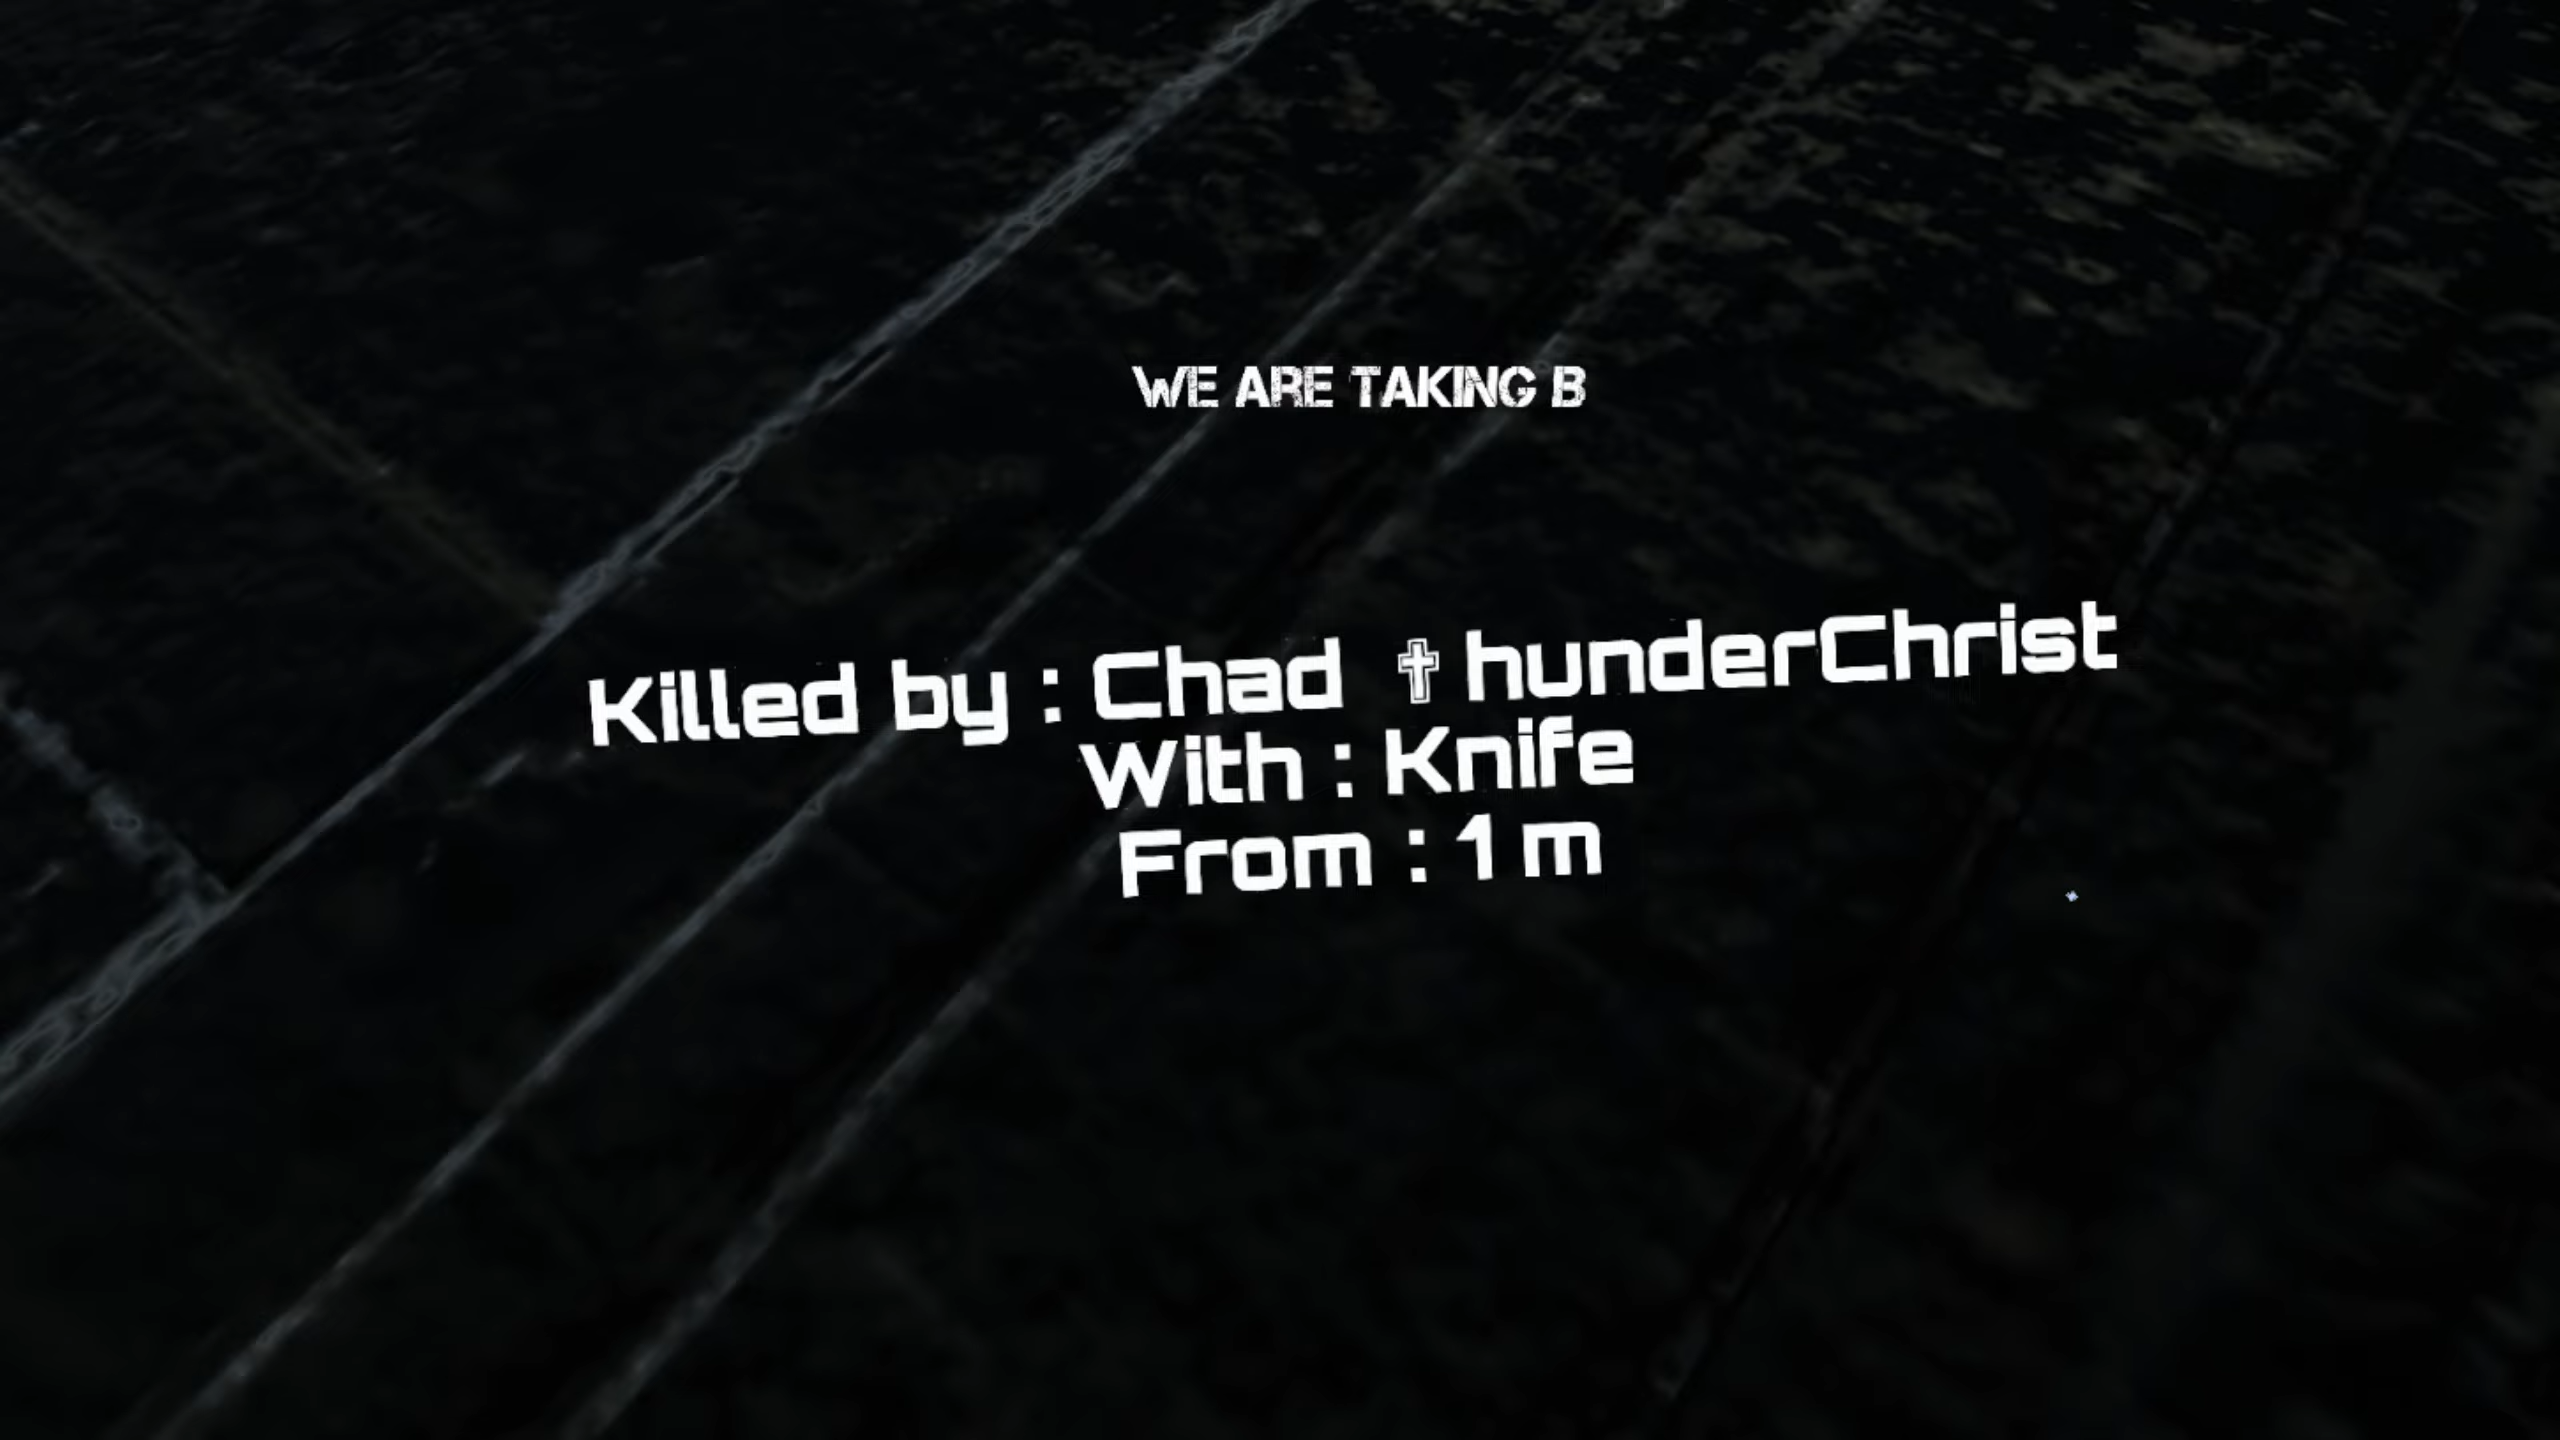 WE ARE TAKING B
Killed by : Chad ✝hunderChrist
With : Knife
From : 1 m